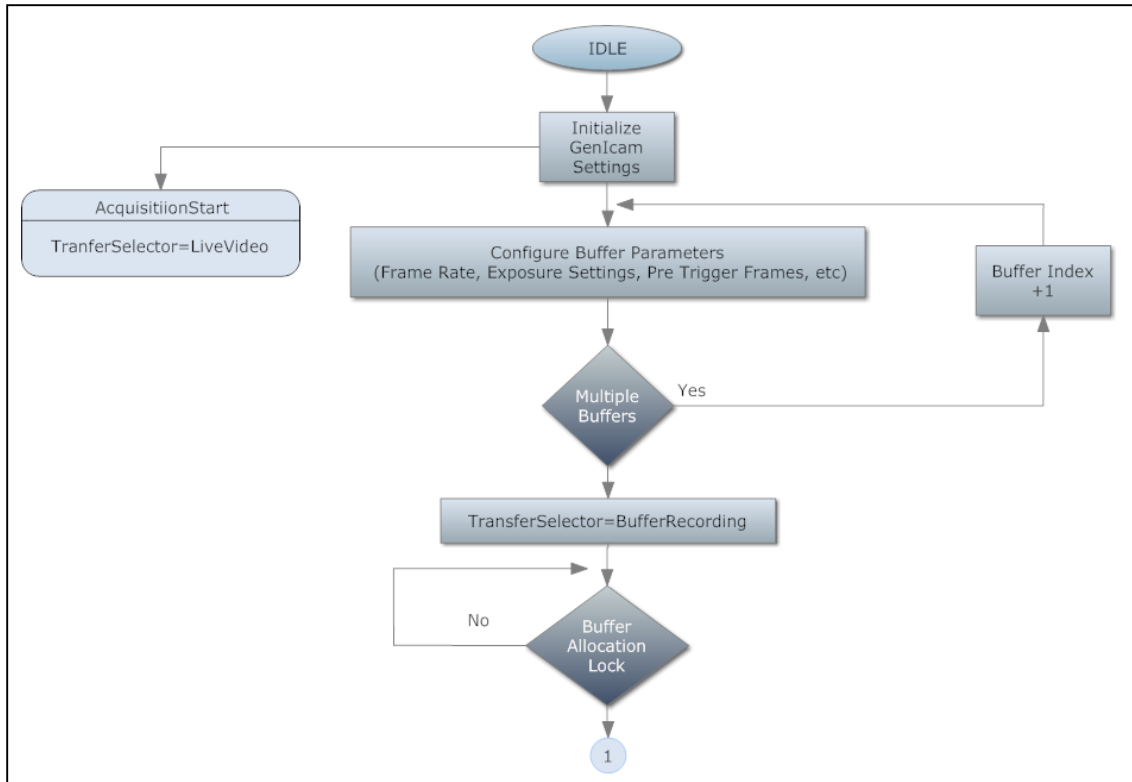 IDLE
Initialize
GenIcam
Settings
AcquisitiionStart
TranferSelector=LiveVideo
Configure Buffer Parameters
(Frame Rate, Exposure Settings, Pre Trigger Frames, etc)
Buffer Index
+1
Multiple
Buffers
Yes
TransferSelector=BufferRecording
No
Buffer
Allocation
Lock
1